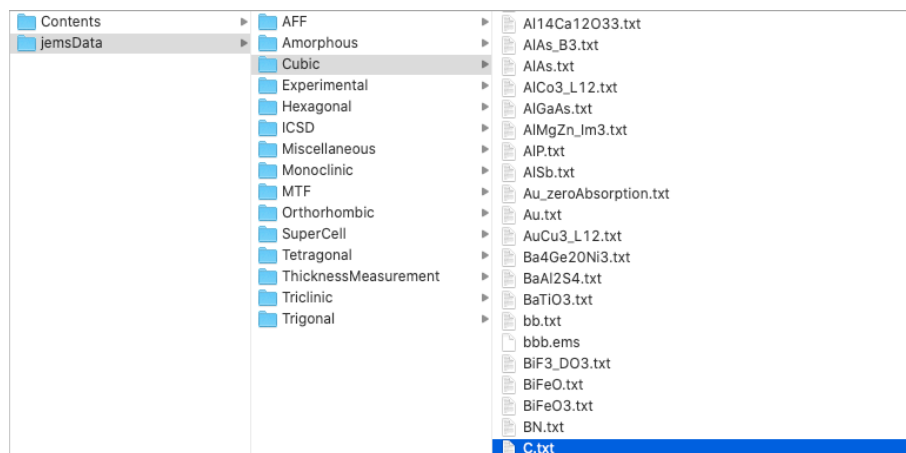 Contents
jemsData
AFF
Amorphous
Cubic
Experimental
Hexagonal
ICSD
Miscellaneous
Monoclinic
MTF
Orthorhombic
SuperCell
Tetragonal
ThicknessMeasurement
Triclinic
Trigonal
Al14Ca12O33.txt
AlAs_B3.txt
AlAs.txt
AlCo3_L12.txt
AlGaAs.txt
AlMgZn_Im3.txt
AlP.txt
AlSb.txt
Au_zeroAbsorption.txt
Au.txt
AuCu3_L12.txt
Ba4Ge20Ni3.txt
BaAl2S4.txt
BaTiO3.txt
bb.txt
bbb.ems
BiF3_DO3.txt
BiFeO.txt
BiFeO3.txt
BN.txt
C.txt